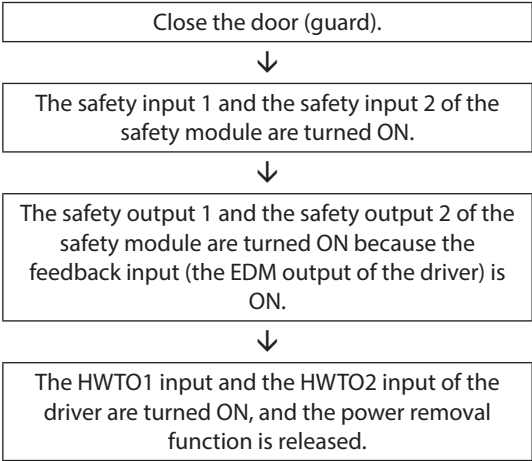 Close the door (guard).
↓
The safety input 1 and the safety input 2 of the
safety module are turned ON.
↓
The safety output 1 and the safety output 2 of the
safety module are turned ON because the
feedback input (the EDM output of the driver) is
ON.
↓
The HWTO1 input and the HWTO2 input of the
driver are turned ON, and the power removal
function is released.